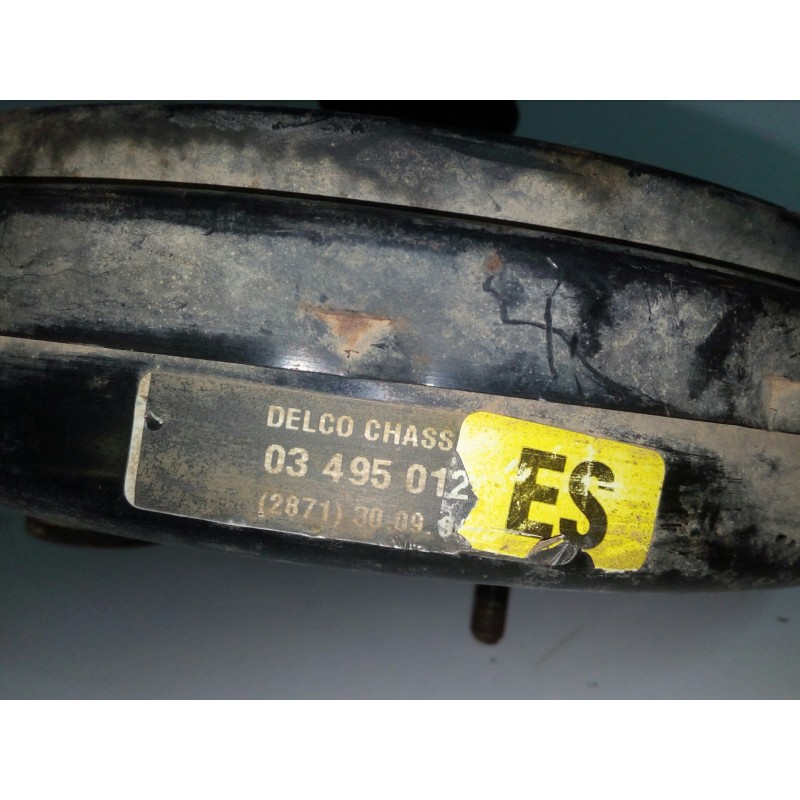 DELCO CHASS
03 495 012
ES
(2871) 30-09.